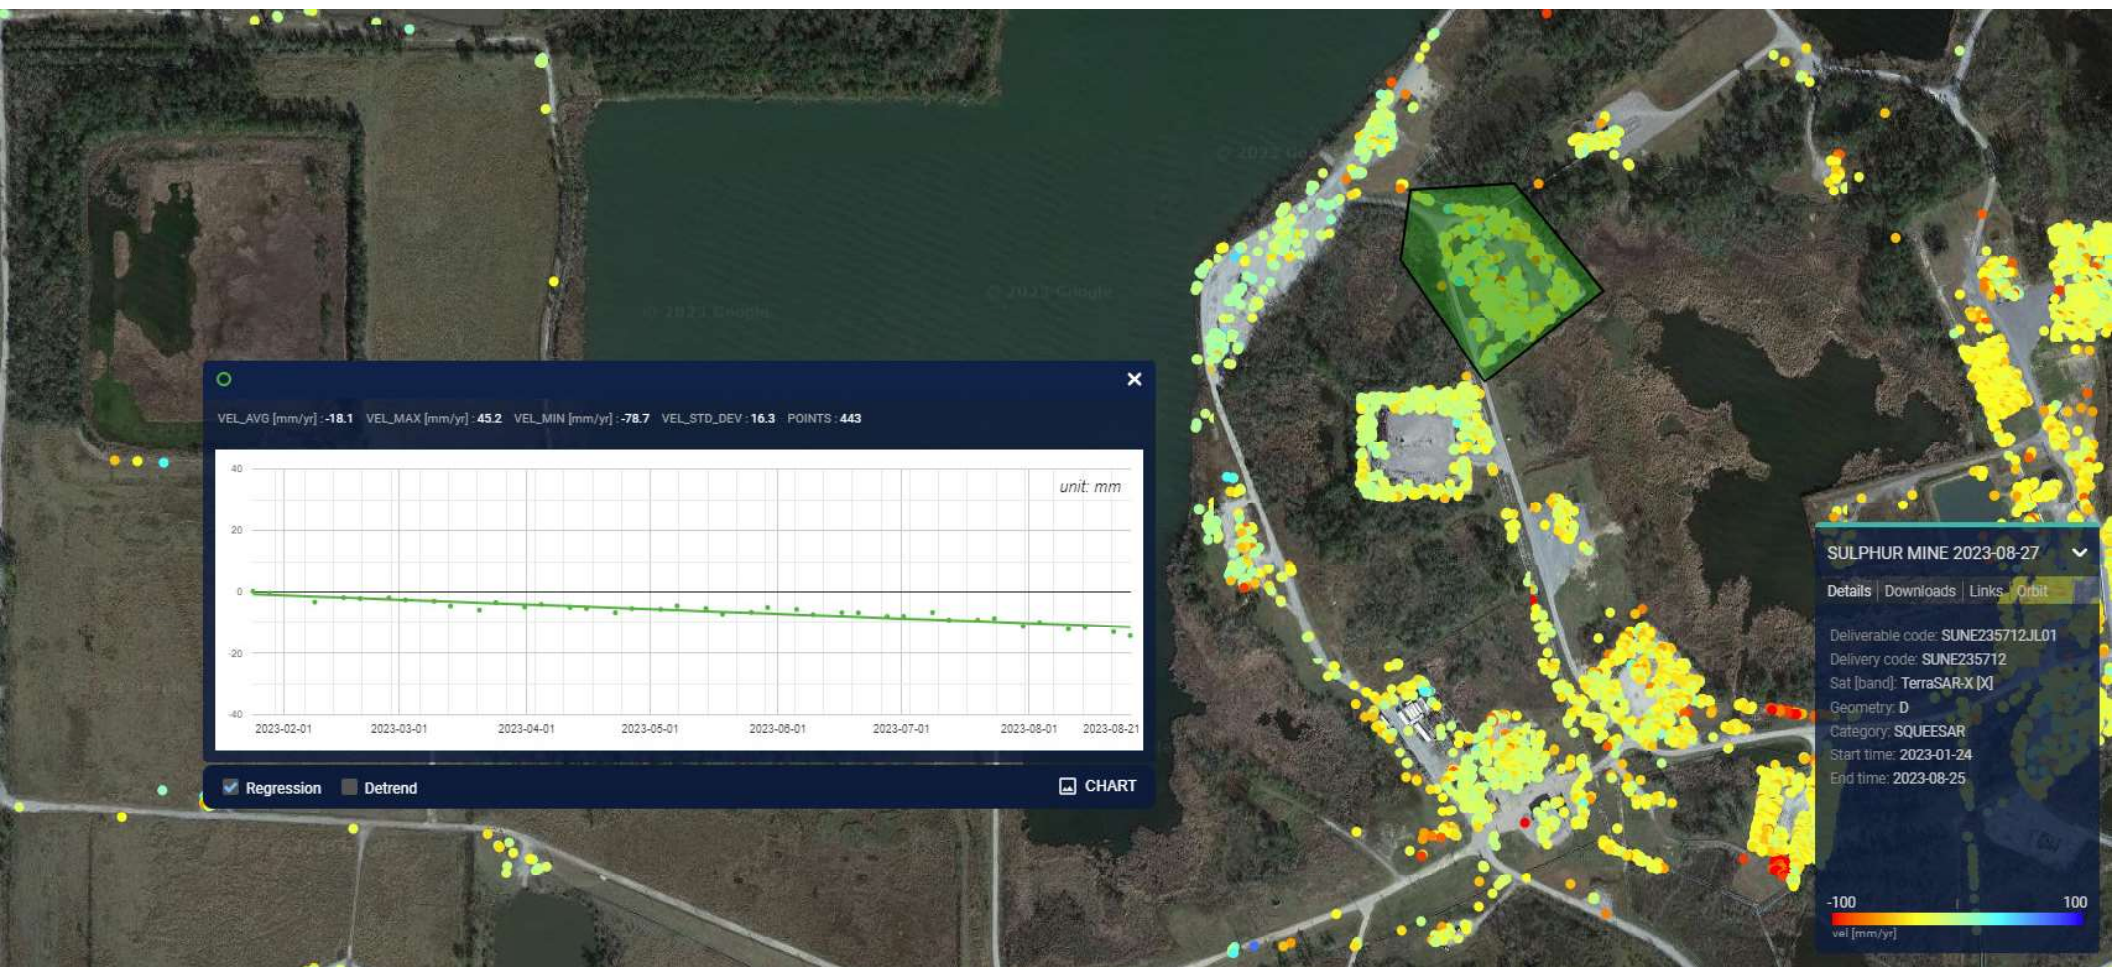 © 2023 Google
© 2023 Google
VEL_AVG [mm/yr] : -18.1 VEL_MAX [mm/yr] : 45.2 VEL_MIN [mm/yr] : -78.7 VEL_STD_DEV : 16.3 POINTS : 443
unit: mm
40
20
0
-20
-40
2023-02-01 2023-03-01 2023-04-01 2023-05-01 2023-06-01 2023-07-01 2023-08-01 2023-08-21
Regression Detrend CHART
SULPHUR MINE 2023-08-27
Details | Downloads | Links Orbit
Deliverable code: SUNE235712JL01
Delivery code: SUNE235712
Sat [band]: TerraSAR-X [X]
Geometry: D
Category: SQUEESAR
Start time: 2023-01-24
End time: 2023-08-25
-100 100
vel [mm/yr]